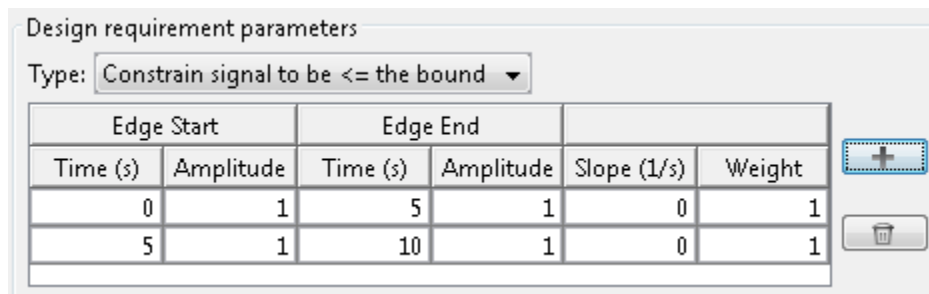 Design requirement parameters
Type: Constrain signal to be <= the bound
Edge Start Edge End
Time (s) Amplitude Time (s) Amplitude Slope (1/s) Weight
0 1 5 1 0 1
5 1 10 1 0 1